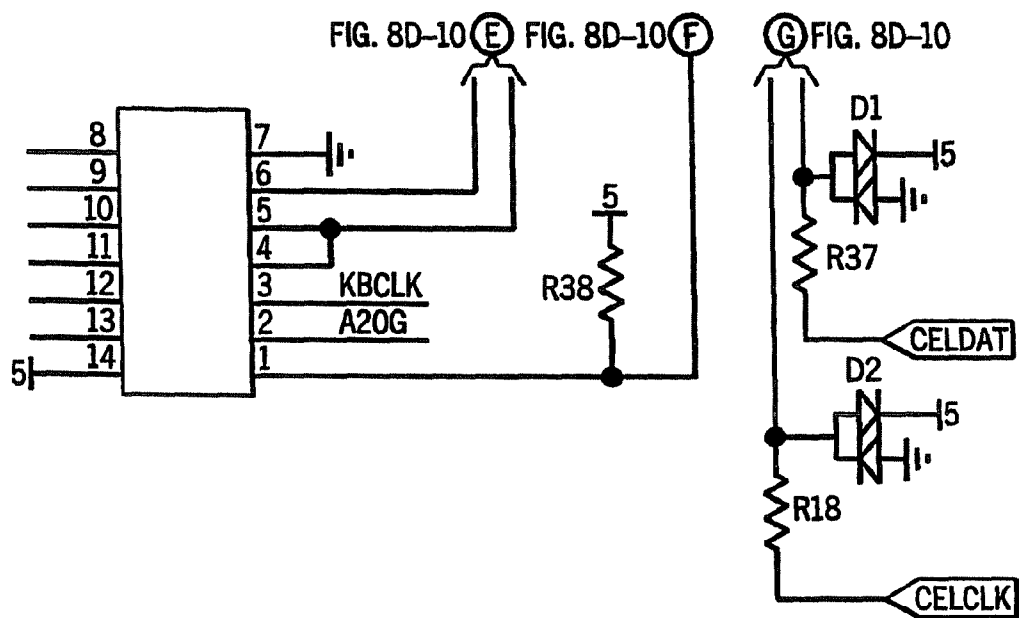 FIG. 8D-10 E FIG. 8D-10 F G FIG. 8D-10
D1
8 7 5
9 6
10 5 5
11 4 R38 R37
12 3 KBCLK
13 2 A20G CELDAT
5 14 1 D2
5
R18
CELCLK